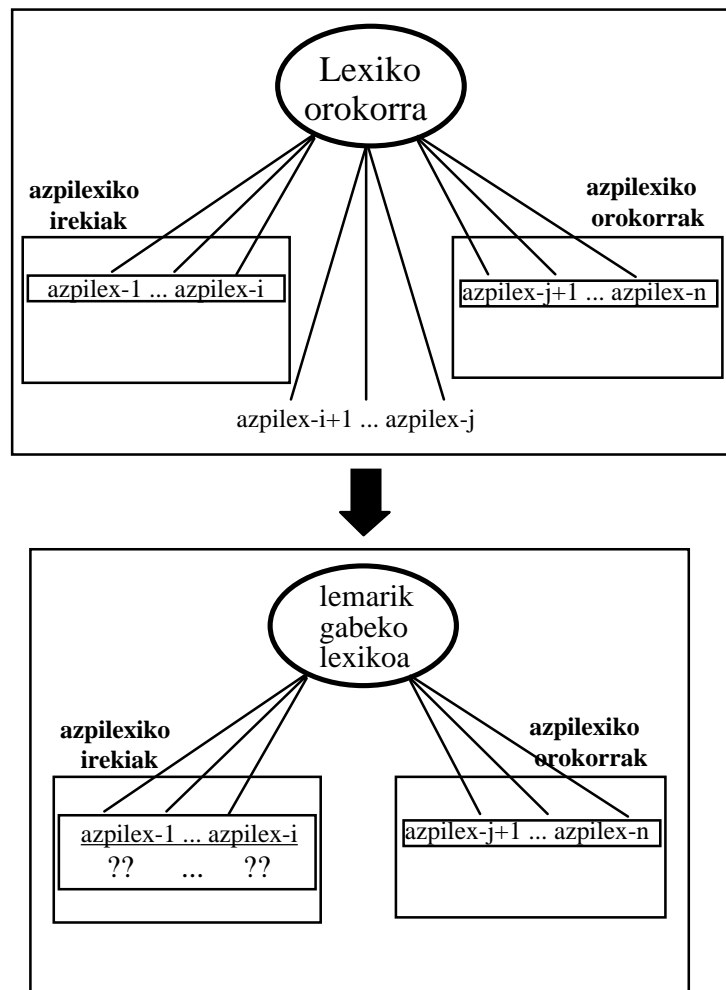 Lexiko
orokorra
azpilexiko
irekiak
azpilexiko
orokorrak
azpilex-1 ... azpilex-i
azpilex-j+1 ... azpilex-n
azpilex-i+1 ... azpilex-j
lemarik
gabeko
lexikoa
azpilexiko
irekiak
azpilexiko
orokorrak
azpilex-1 ... azpilex-i
?? ... ??
azpilex-j+1 ... azpilex-n